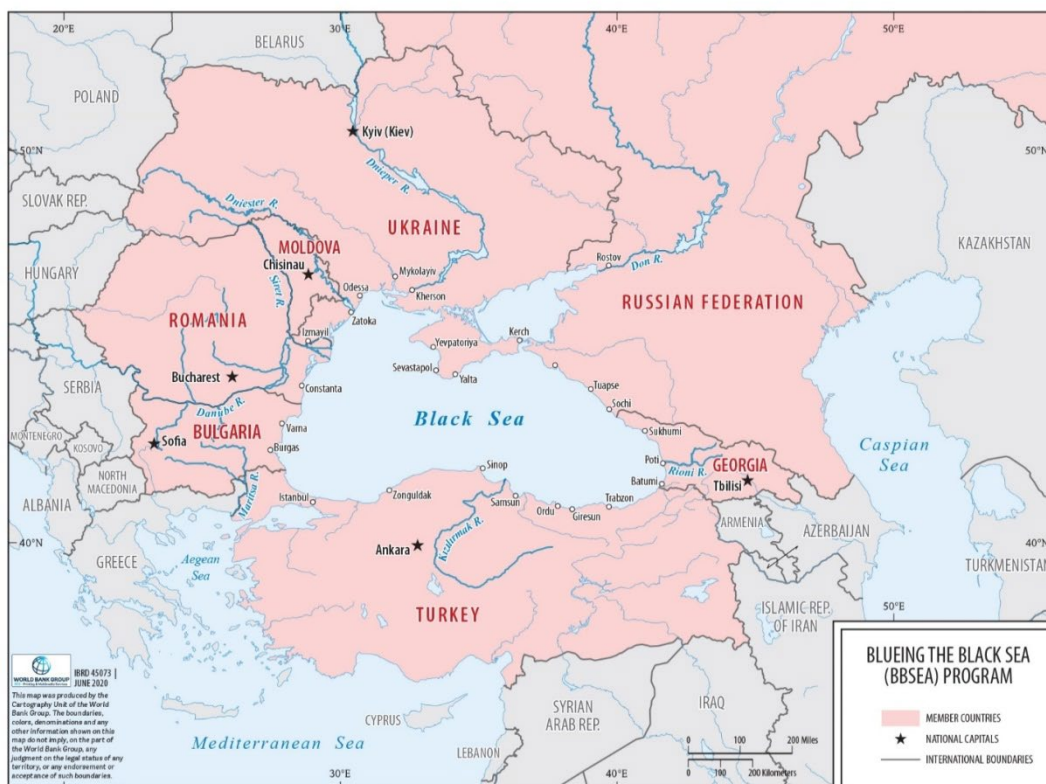 20°E
30°E
40°E
50°E
BELARUS
POLAND
Kyiv (Kiev)
50°N
50°N
Dnieper R.
SLOVAK REP.
Dniester R.
UKRAINE
KAZAKHSTAN
MOLDOVA
Chisinau
HUNGARY
Siret R.
Mykolayiv
Kherson
Rostov
Don R.
Odessa
Zatoka
RUSSIAN FEDERATION
ROMANIA
Izmayil
Kerch
Yevpatoriya
Sevastopol
Yalta
Bucharest
Constanta
Tuapse
Sochi
SERBIA
Danube R.
Black Sea
Sukhumi
MONTENEGRO
KOSOVO
Sofia
BULGARIA
Varna
Burgas
Caspian
Sea
Poti
Rioni R.
GEORGIA
Tbilisi
Batumi
NORTH
MACEDONIA
Maritsa R.
Sinop
Samsun
Ordu
Giresun
Trabzon
Istanbul
Zonguldak
ALBANIA
ARMENIA
AZERBAIJAN
40°N
40°N
GREECE
Aegean
Sea
Ankara
Kızılırmak R.
TURKEY
TURKMENISTAN
ISLAMIC REP.
OF IRAN
50°E
CYPRUS
SYRIAN
ARAB REP.
IRAQ
LEBANON
Mediterranean Sea
30°E
40°E
0 100 200 Miles
0 100 200 Kilometers
WORLD BANK GROUP
IBRD 45073 |
JUNE 2020
This map was produced by the
Cartography Unit of the World
Bank Group. The boundaries,
colors, denominations and any
other information shown on this
map do not imply, on the part of
the World Bank Group, any
judgment on the legal status of any
territory, or any endorsement or
acceptance of such boundaries.
BLUEING THE BLACK SEA
(BBSEA) PROGRAM
MEMBER COUNTRIES
NATIONAL CAPITALS
INTERNATIONAL BOUNDARIES